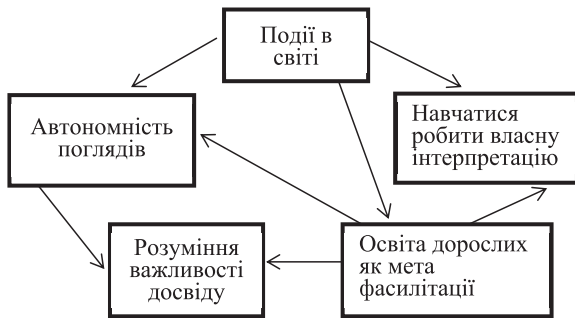 Події в
світі
Автономність
поглядів
Навчатися
робити власну
інтерпретацію
Розуміння
важливості
досвіду
Освіта дорослих
як мета
фасилітації